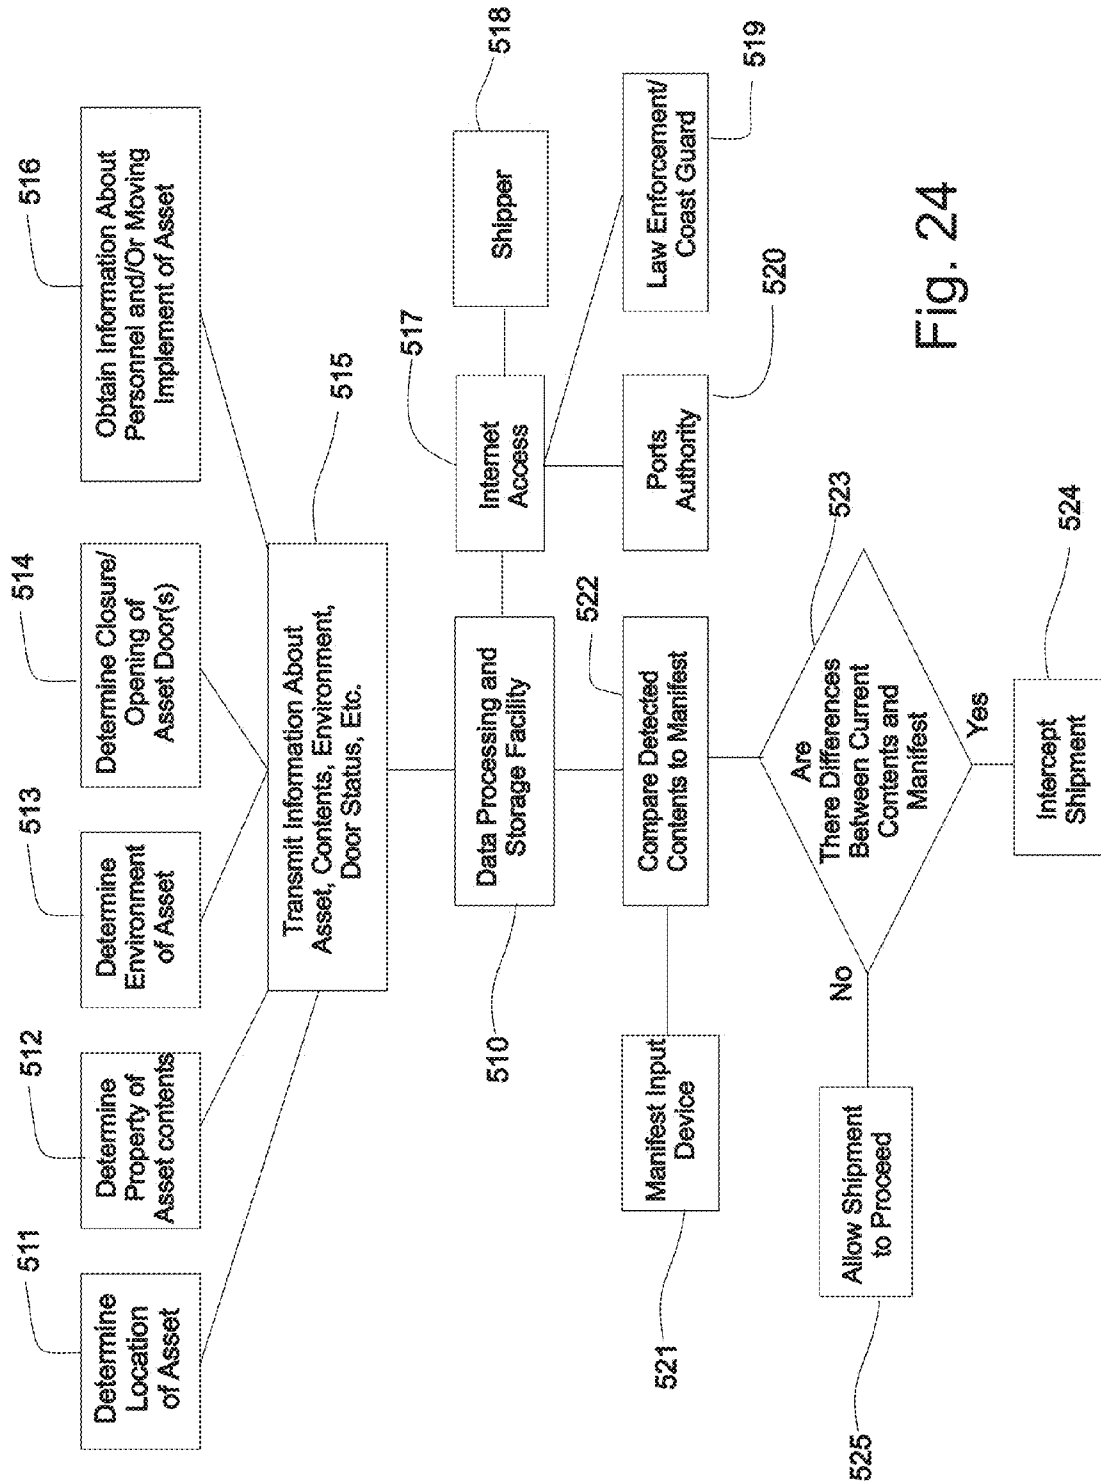 511
Determine
Location
of Asset
512
Determine
Property of
Asset contents
513
Determine
Environment
of Asset
514
Determine Closure/
Opening of
Asset Door(s)
516
Obtain Information About
Personnel and/Or Moving
Implement of Asset
515
Transmit Information About
Asset, Contents, Environment,
Door Status, Etc.
510
Data Processing and
Storage Facility
517
Internet
Access
518
Shipper
519
Law Enforcement/
Coast Guard
520
Ports
Authority
521
Manifest Input
Device
522
Compare Detected
Contents to Manifest
523
Are
There Differences
Between Current
Contents and
Manifest
No
Yes
525
Allow Shipment
to Proceed
524
Intercept
Shipment
Fig. 24